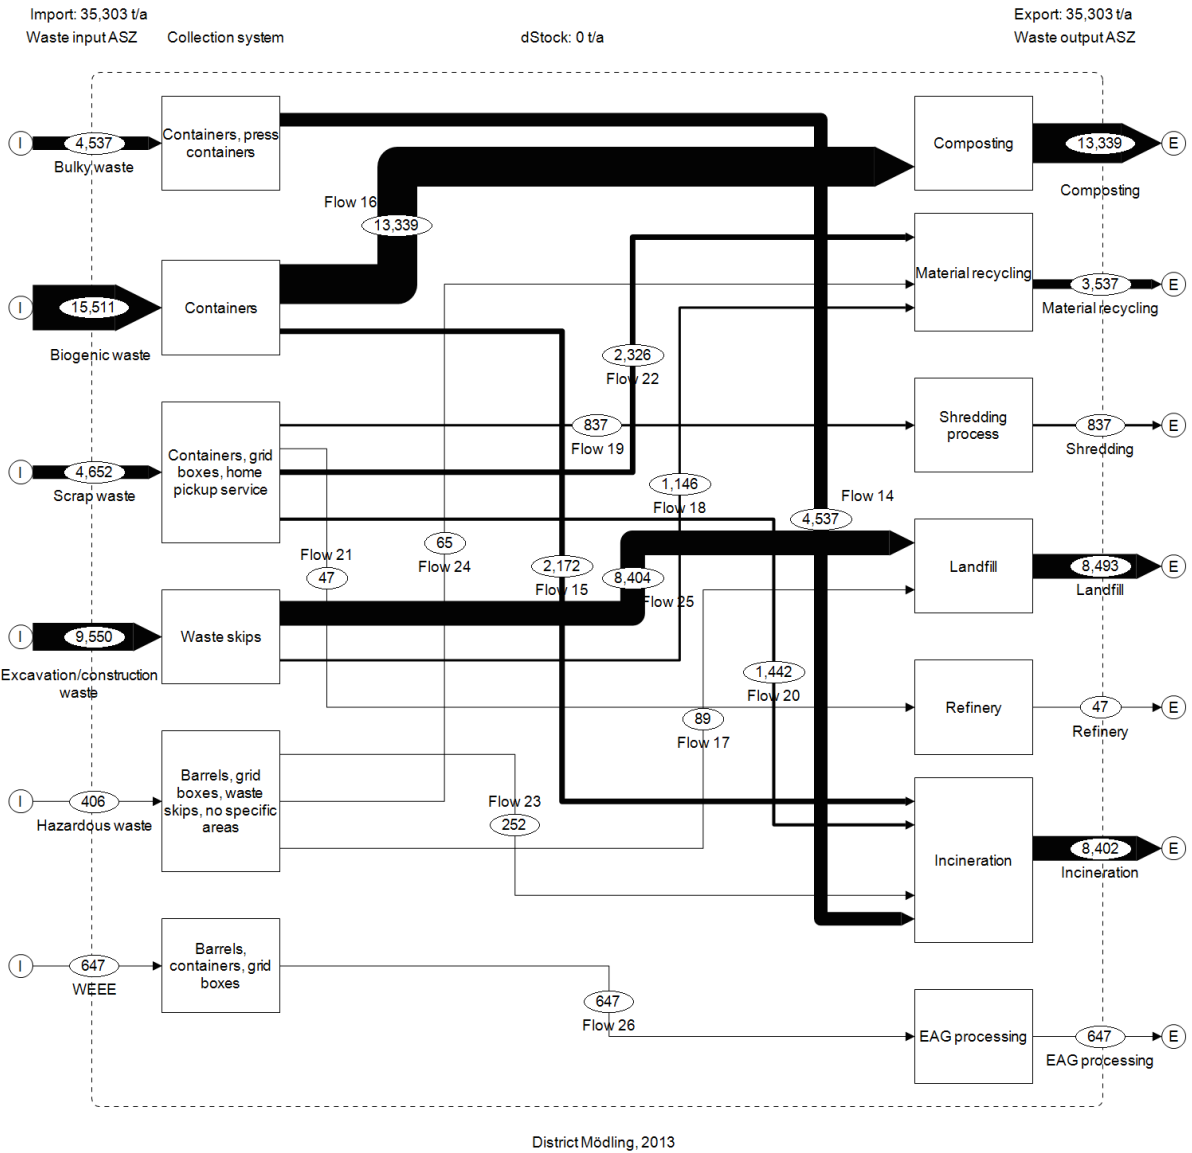 Import: 35,303 t/a
Export: 35,303 t/a
Waste input ASZ
Collection system
dStock: 0 t/a
Waste output ASZ
I
4,537
Bulky waste
Containers, press
containers
Composting
13,339
E
Composting
Flow 16
13,339
I
15,511
Biogenic waste
Containers
Material recycling
3,537
E
Material recycling
2,326
Flow 22
I
4,652
Scrap waste
Containers, grid
boxes, home
pickup service
837
Flow 19
Shredding
process
837
E
Shredding
1,146
Flow 18
Flow 14
4,537
65
Flow 24
Flow 21
47
2,172
Flow 15
8,404
Flow 25
Landfill
8,493
E
Landfill
I
9,550
Excavation/construction
waste
Waste skips
1,442
Flow 20
89
Flow 17
Refinery
47
E
Refinery
I
406
Hazardous waste
Barrels, grid
boxes, waste
skips, no specific
areas
Flow 23
252
Incineration
8,402
E
Incineration
I
647
WEEE
Barrels,
containers, grid
boxes
647
Flow 26
EAG processing
647
E
EAG processing
District Mödling, 2013